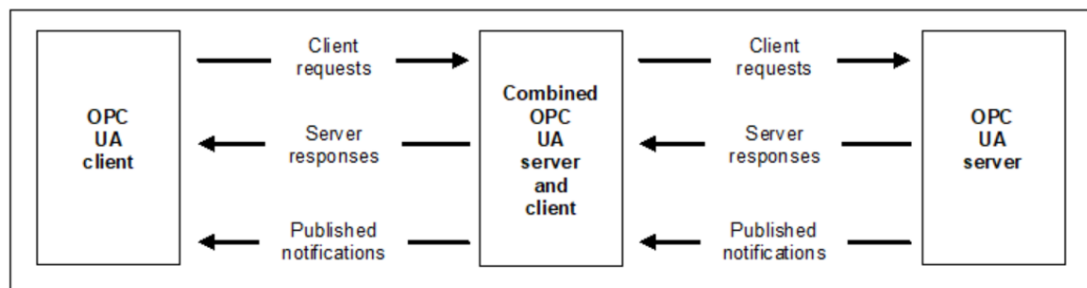 OPC
UA
client
Client
requests
Server
responses
Published
notifications
Combined
OPC
UA
server
and
client
Client
requests
Server
responses
Published
notifications
OPC
UA
server